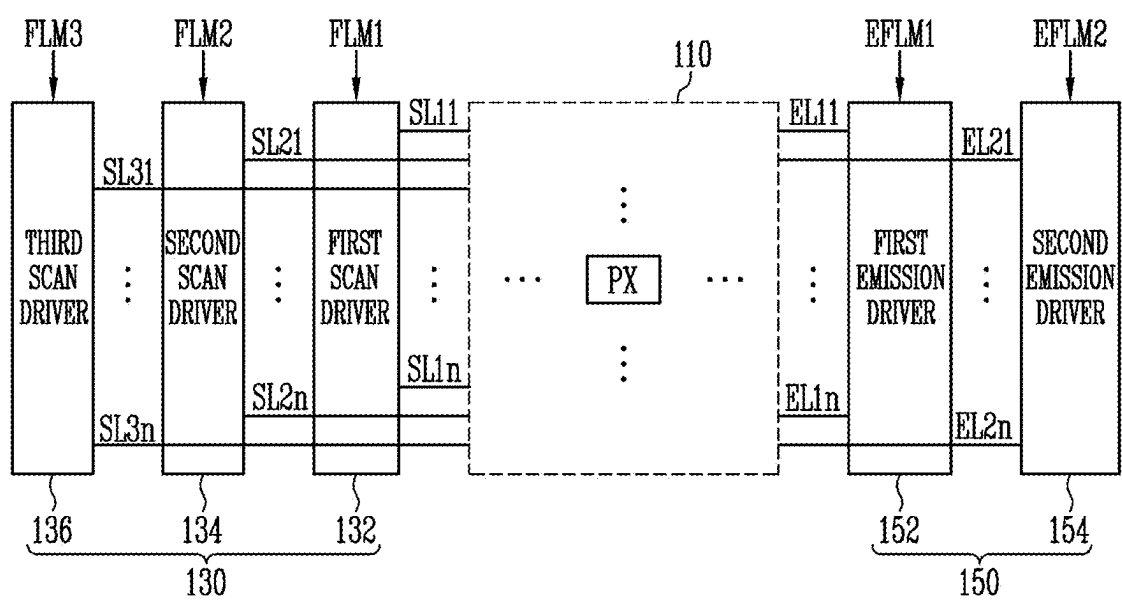 FLM3 FLM2 FLM1 EFLM1 EFLM2
110
SL11 EL11
SL21 EL21
SL31
THIRD
SCAN
DRIVER
SECOND
SCAN
DRIVER
FIRST
SCAN
DRIVER
PX
FIRST
EMISSION
DRIVER
SECOND
EMISSION
DRIVER
SL1n
SL2n EL1n
SL3n EL2n
136 134 132 152 154
130 150